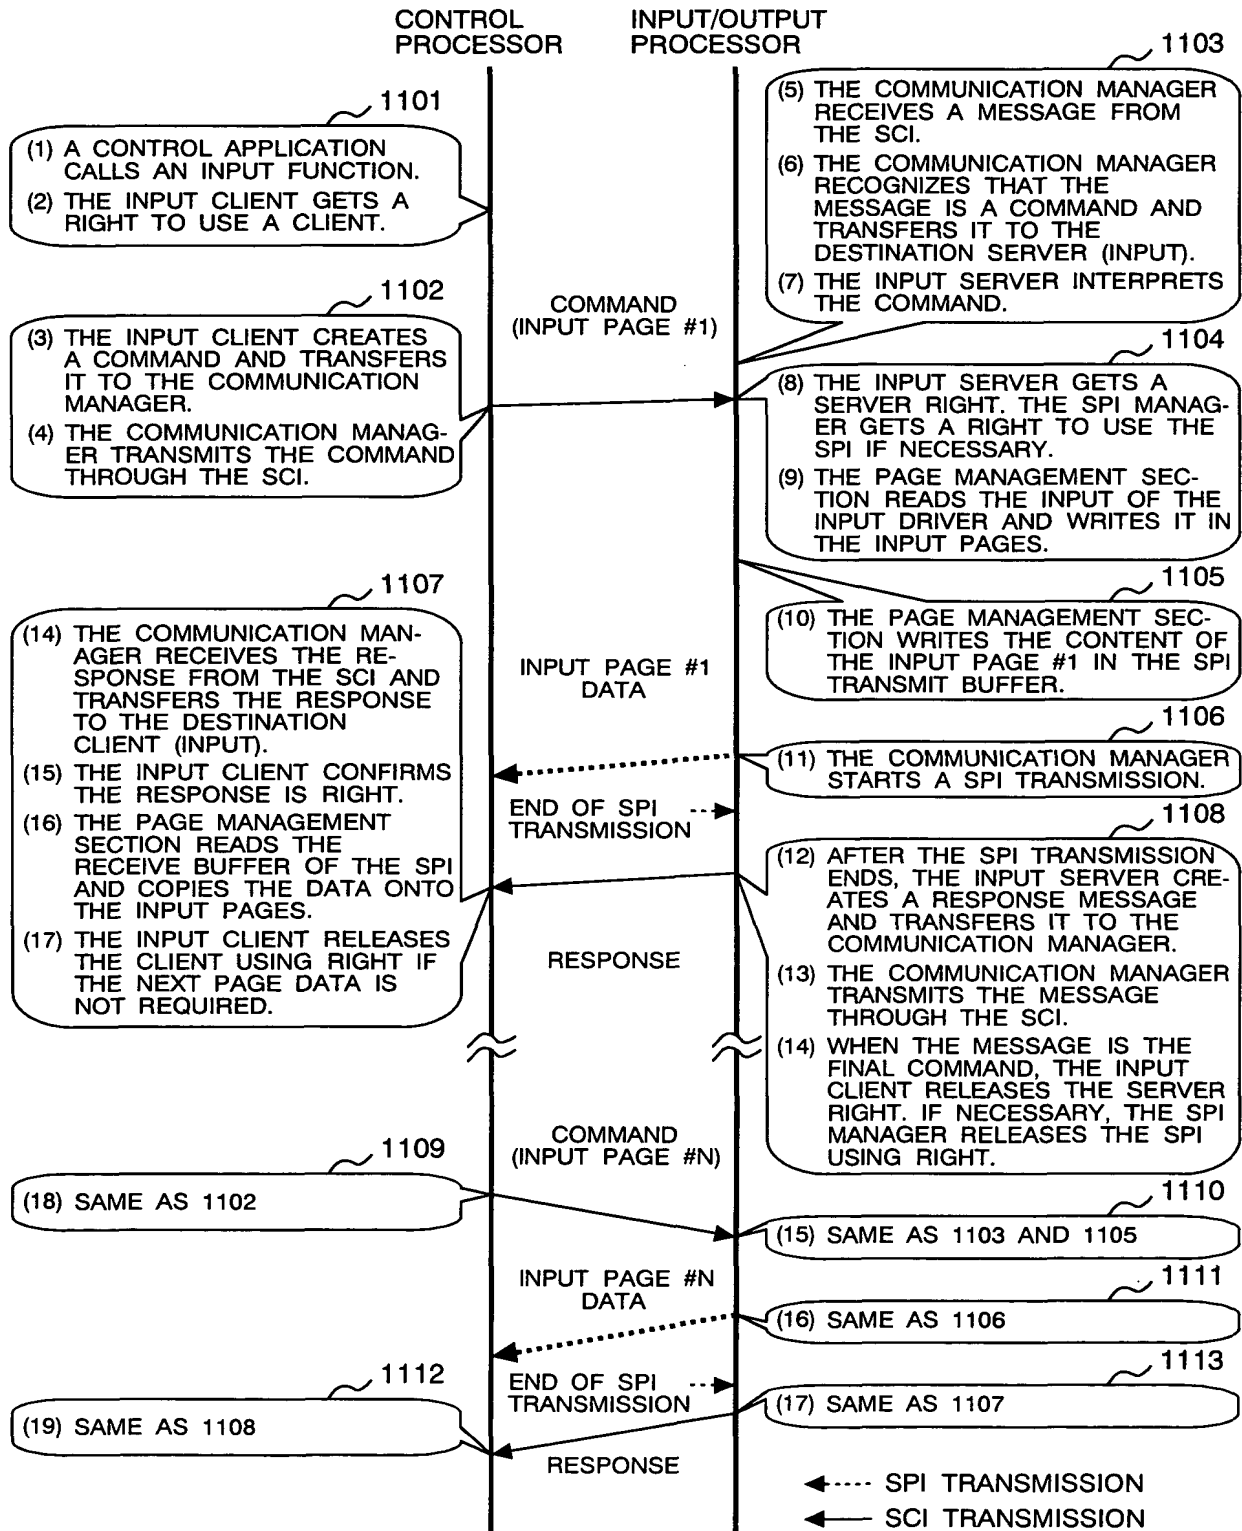 CONTROL
PROCESSOR
INPUT/OUTPUT
PROCESSOR
1101
(1) A CONTROL APPLICATION
CALLS AN INPUT FUNCTION.
(2) THE INPUT CLIENT GETS A
RIGHT TO USE A CLIENT.
1103
(5) THE COMMUNICATION MANAGER
RECEIVES A MESSAGE FROM
THE SCI.
(6) THE COMMUNICATION MANAGER
RECOGNIZES THAT THE
MESSAGE IS A COMMAND AND
TRANSFERS IT TO THE
DESTINATION SERVER (INPUT).
(7) THE INPUT SERVER INTERPRETS
THE COMMAND.
1102
(3) THE INPUT CLIENT CREATES
A COMMAND AND TRANSFERS
IT TO THE COMMUNICATION
MANAGER.
(4) THE COMMUNICATION MANAG-
ER TRANSMITS THE COMMAND
THROUGH THE SCI.
COMMAND
(INPUT PAGE #1)
1104
(8) THE INPUT SERVER GETS A
SERVER RIGHT. THE SPI MANAG-
ER GETS A RIGHT TO USE THE
SPI IF NECESSARY.
(9) THE PAGE MANAGEMENT SEC-
TION READS THE INPUT OF THE
INPUT DRIVER AND WRITES IT IN
THE INPUT PAGES.
1105
(10) THE PAGE MANAGEMENT SEC-
TION WRITES THE CONTENT OF
THE INPUT PAGE #1 IN THE SPI
TRANSMIT BUFFER.
1107
(14) THE COMMUNICATION MAN-
AGER RECEIVES THE RE-
SPONSE FROM THE SCI AND
TRANSFERS THE RESPONSE
TO THE DESTINATION
CLIENT (INPUT).
(15) THE INPUT CLIENT CONFIRMS
THE RESPONSE IS RIGHT.
(16) THE PAGE MANAGEMENT
SECTION READS THE
RECEIVE BUFFER OF THE SPI
AND COPIES THE DATA ONTO
THE INPUT PAGES.
(17) THE INPUT CLIENT RELEASES
THE CLIENT USING RIGHT IF
THE NEXT PAGE DATA IS
NOT REQUIRED.
INPUT PAGE #1
DATA
1106
(11) THE COMMUNICATION MANAGER
STARTS A SPI TRANSMISSION.
END OF SPI
TRANSMISSION
1108
(12) AFTER THE SPI TRANSMISSION
ENDS, THE INPUT SERVER CRE-
ATES A RESPONSE MESSAGE
AND TRANSFERS IT TO THE
COMMUNICATION MANAGER.
(13) THE COMMUNICATION MANAGER
TRANSMITS THE MESSAGE
THROUGH THE SCI.
(14) WHEN THE MESSAGE IS THE
FINAL COMMAND, THE INPUT
CLIENT RELEASES THE SERVER
RIGHT. IF NECESSARY, THE SPI
MANAGER RELEASES THE SPI
USING RIGHT.
RESPONSE
COMMAND
(INPUT PAGE #N)
1109
(18) SAME AS 1102
1110
(15) SAME AS 1103 AND 1105
INPUT PAGE #N
DATA
1111
(16) SAME AS 1106
1112
(19) SAME AS 1108
END OF SPI
TRANSMISSION
1113
(17) SAME AS 1107
RESPONSE
SPI TRANSMISSION
SCI TRANSMISSION